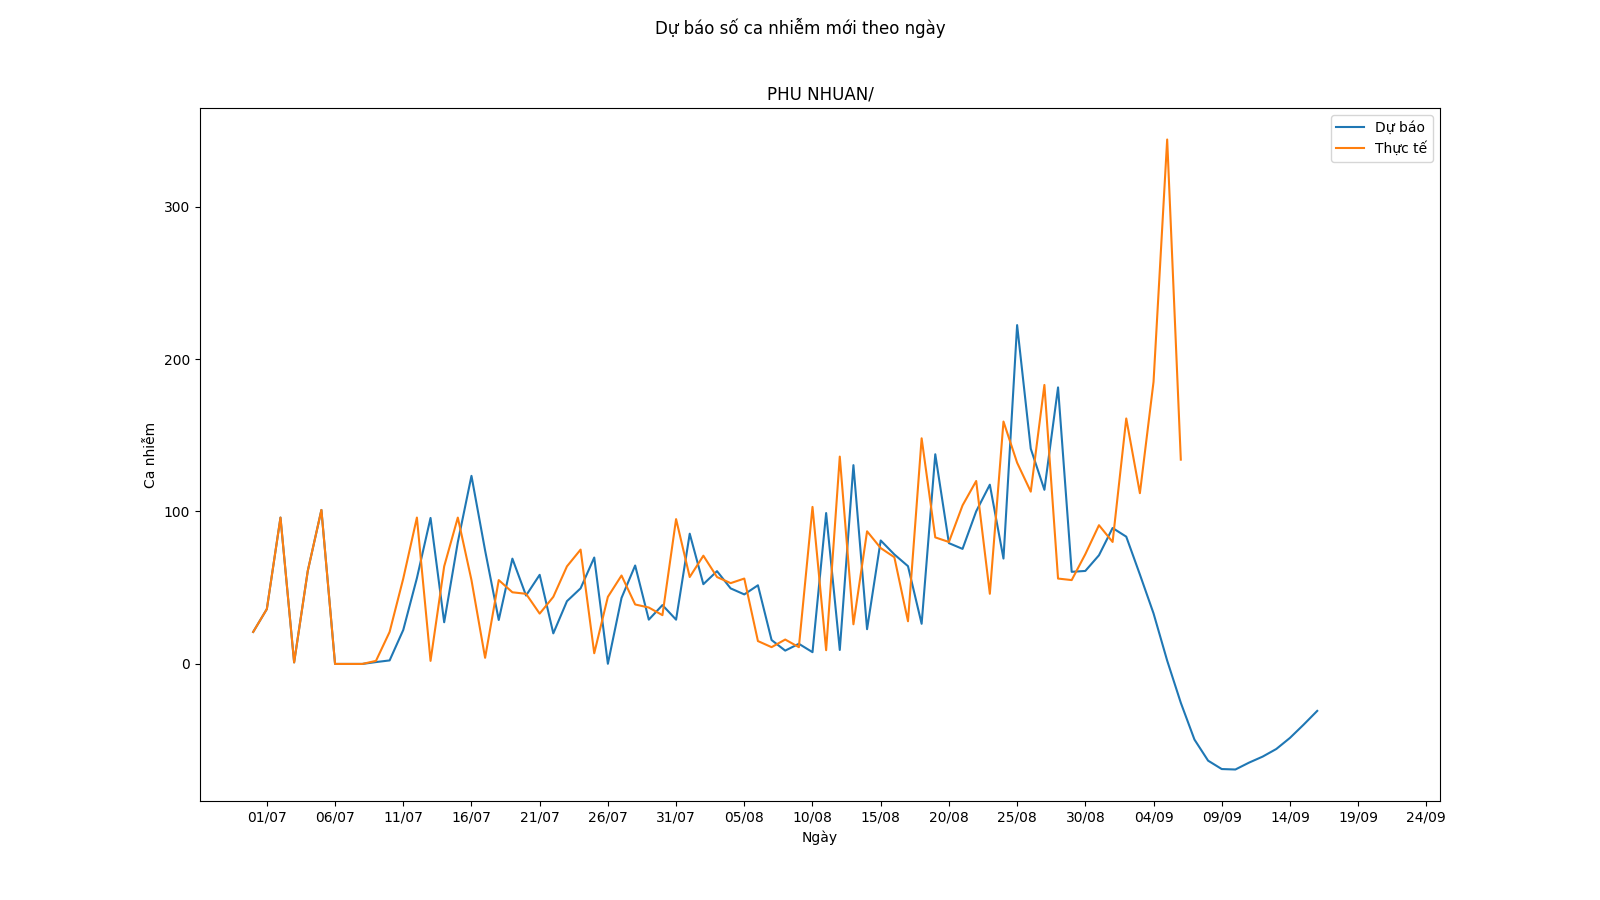 Dự báo số ca nhiễm mới theo ngày
PHU NHUAN/
Dự báo
Thực tế
300
200
100
0
Ca nhiễm
01/07 06/07 11/07 16/07 21/07 26/07 31/07 05/08 10/08 15/08 20/08 25/08 30/08 04/09 09/09 14/09 19/09 24/09
Ngày